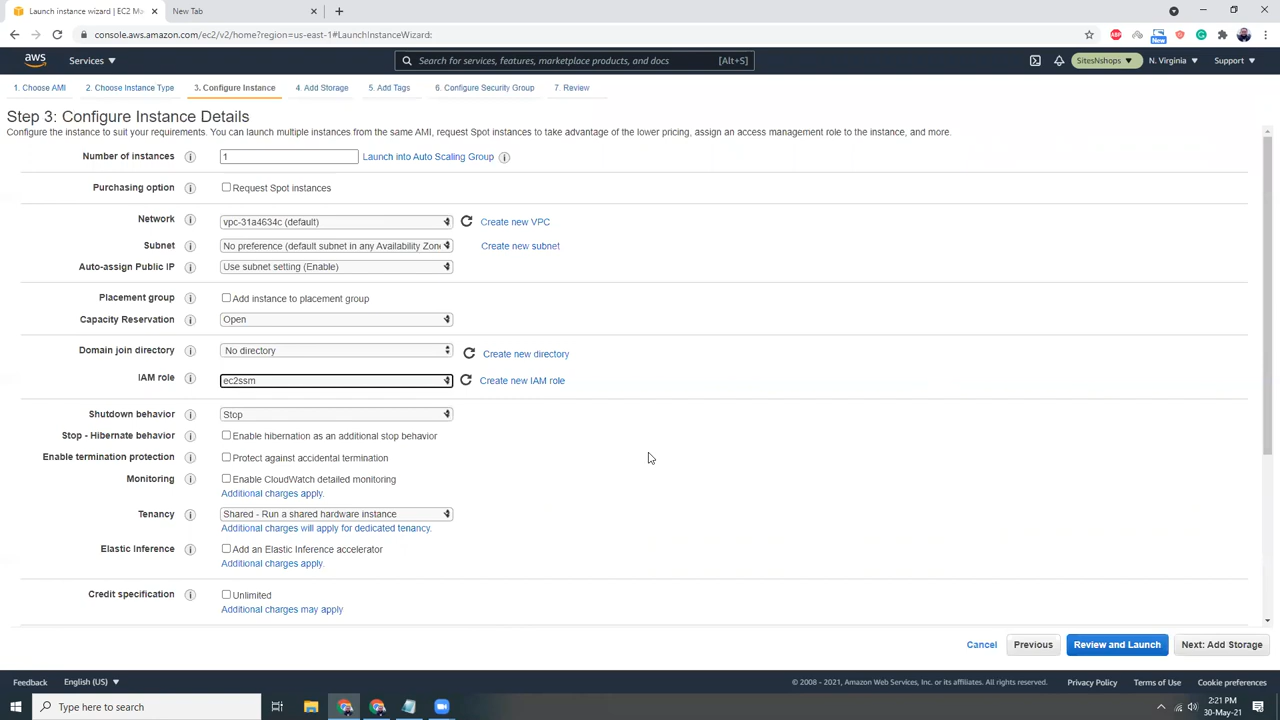 Launch instance wizard | EC2 M
New Tab
console.aws.amazon.com/ec2/v2/home?region=us-east-1#LaunchInstanceWizard:
ABP
New
aws
Services
Search for services, features, marketplace products and docs
[Alt+S]
SitesNshops
N. Virginia
Support
1. Choose AMI
2. Choose Instance Type
3. Configure Instance
4. Add Storage
5. Add Tags
6. Configure Security Group
7. Review
Step 3: Configure Instance Details
Configure the instance to suit your requirements. You can launch multiple instances from the same AMI, request Spot instances to take advantage of the lower pricing, assign an access management role to the instance, and more.
Number of instances
1
Launch into Auto Scaling Group
Purchasing option
Request Spot instances
Network
vpc-31a4634c (default)
Create new VPC
Subnet
No preference (default subnet in any Availability Zone
Create new subnet
Auto-assign Public IP
Use subnet setting (Enable)
Placement group
Add instance to placement group
Capacity Reservation
Open
Domain join directory
No directory
Create new directory
IAM role
ec2ssm
Create new IAM role
Shutdown behavior
Stop
Stop - Hibernate behavior
Enable hibernation as an additional stop behavior
Enable termination protection
Protect against accidental termination
Monitoring
Enable CloudWatch detailed monitoring
Additional charges apply.
Tenancy
Shared - Run a shared hardware instance
Additional charges will apply for dedicated tenancy.
Elastic Inference
Add an Elastic Inference accelerator
Additional charges apply.
Credit specification
Unlimited
Additional charges may apply
Cancel
Previous
Review and Launch
Next: Add Storage
Feedback
English (US)
© 2008 - 2021, Amazon Web Services, Inc. or its affiliates. All rights reserved.
Privacy Policy
Terms of Use
Cookie preferences
Type here to search
2:21 PM
30-May-21